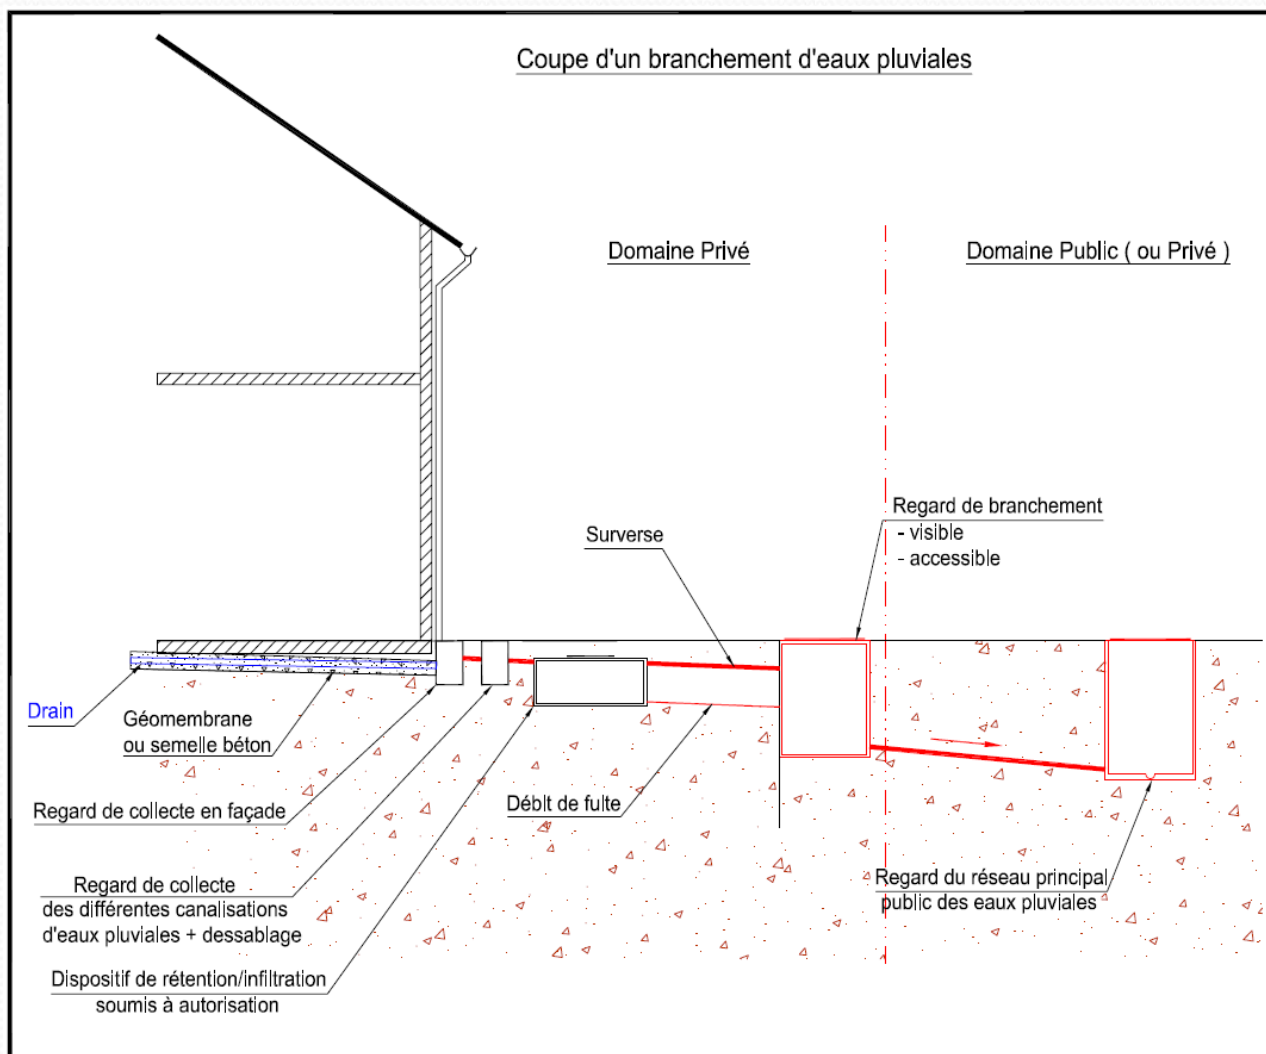 Coupe d'un branchement d'eaux pluviales
Domaine Privé
Domaine Public ( ou Privé )
Regard de branchement
- visible
- accessible
Surverse
Drain
Géomembrane
ou semelle béton
Regard de collecte en façade
Débit de fuite
Regard de collecte
des différentes canalisations
d'eaux pluviales + dessablage
Regard du réseau principal
public des eaux pluviales
Dispositif de rétention/infiltration
soumis à autorisation